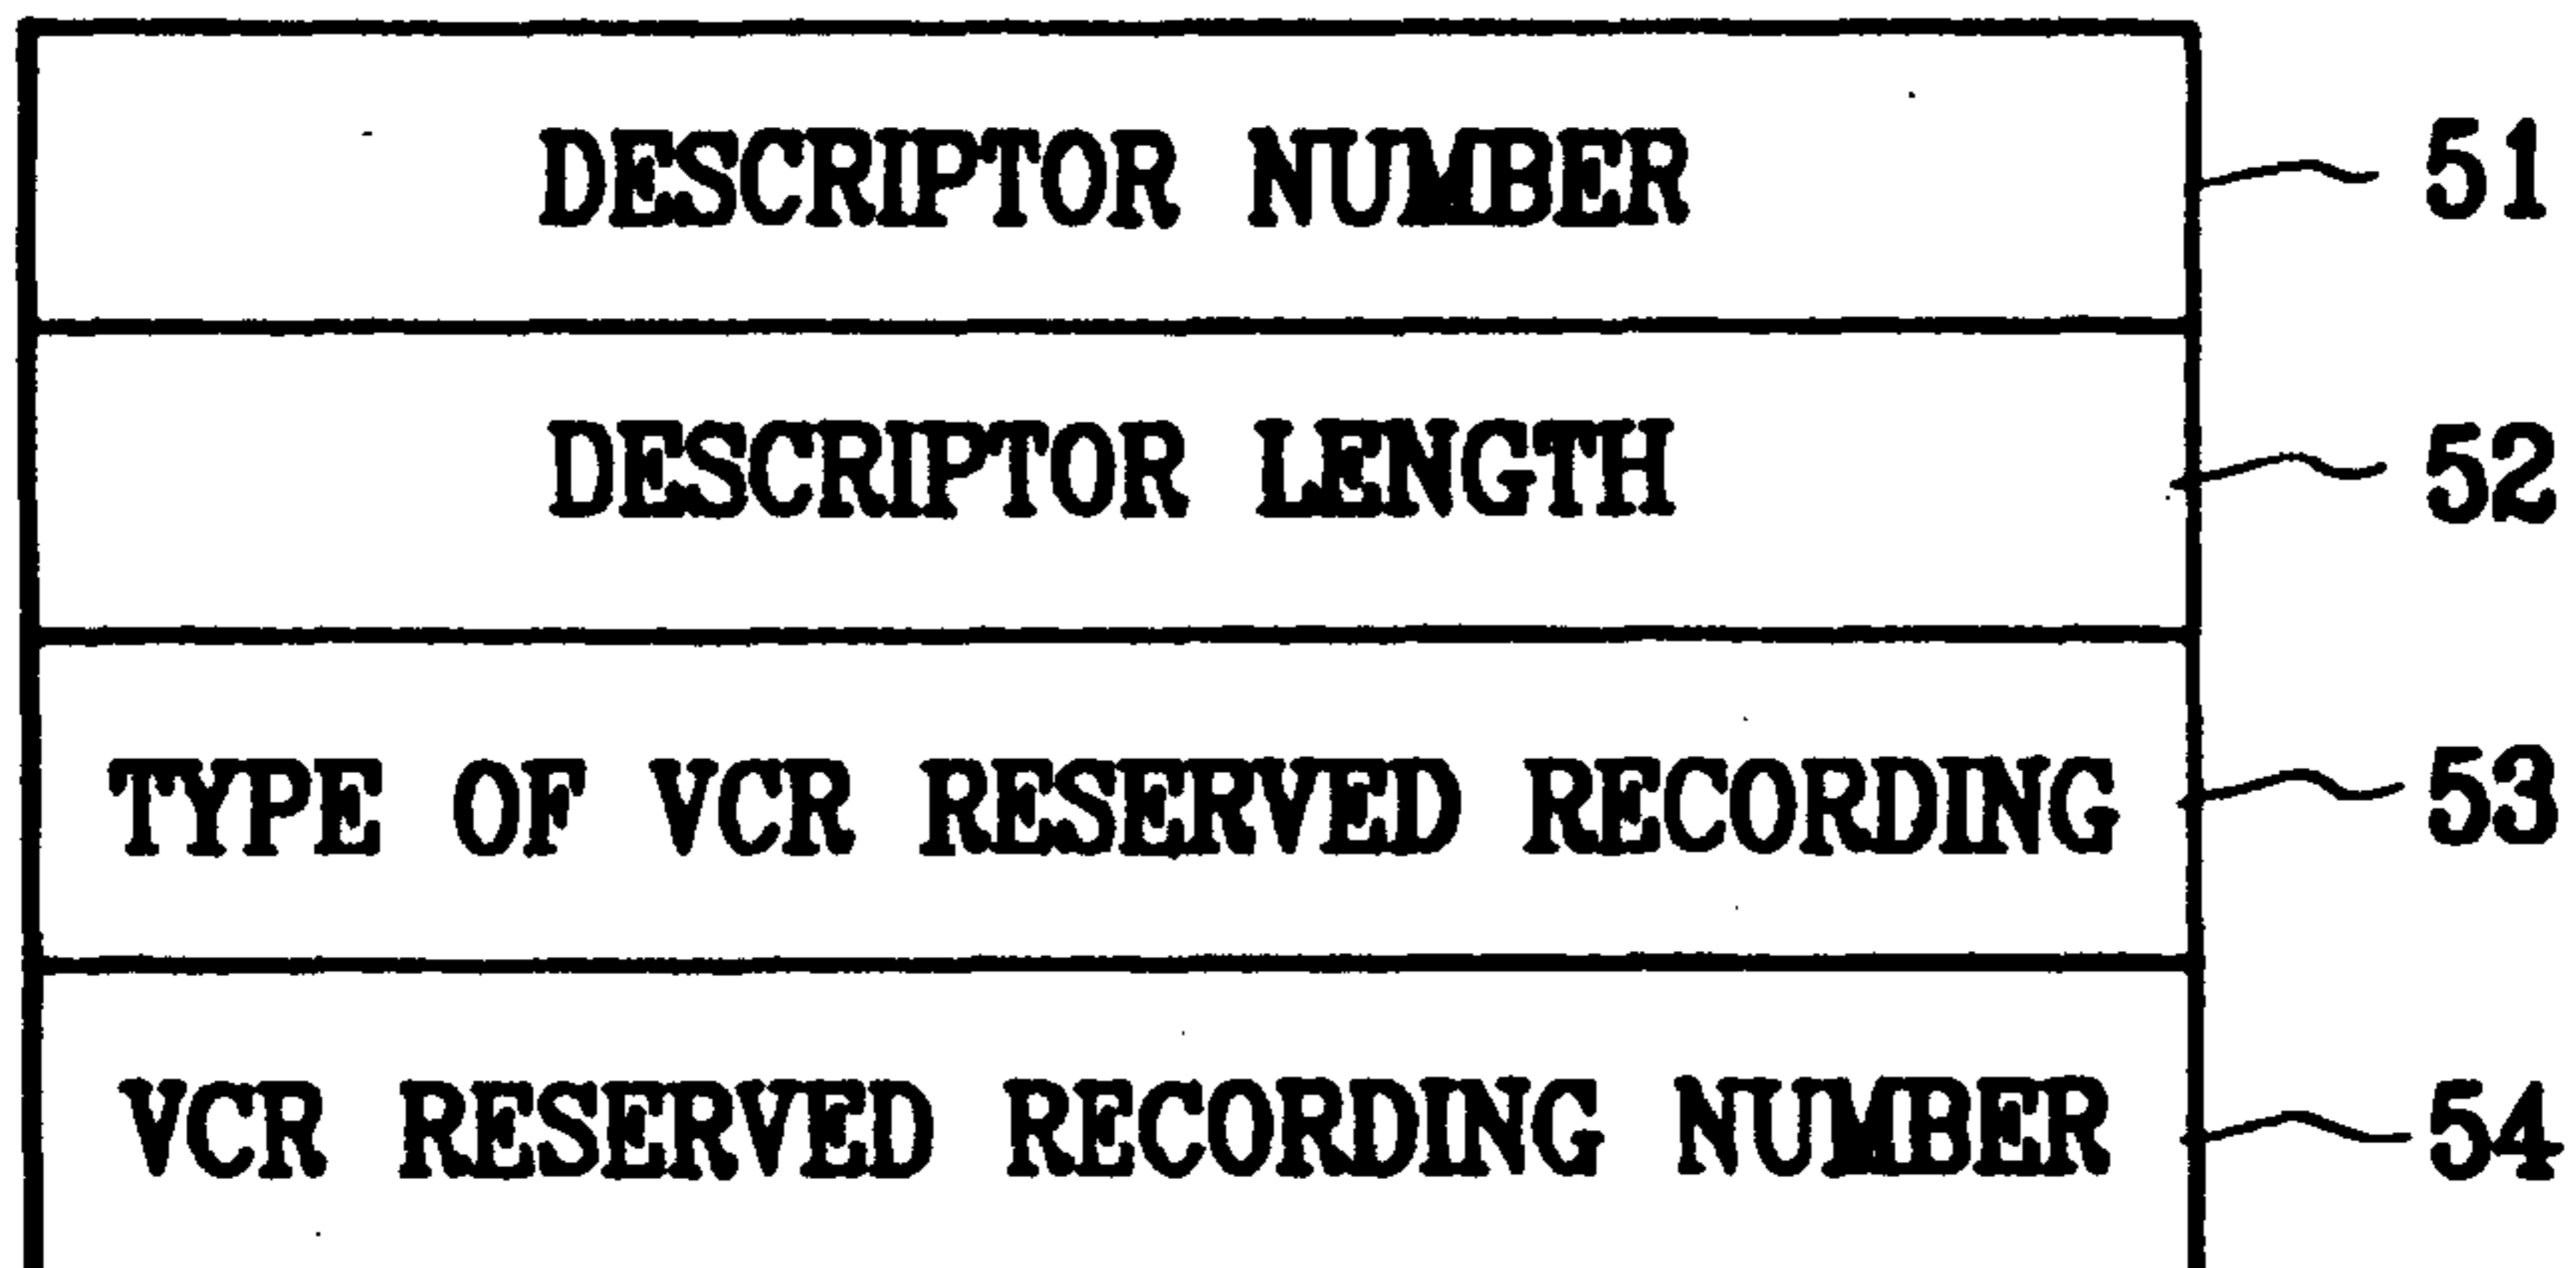 DESCRIPTOR NUMBER 51
DESCRIPTOR LENGTH 52
TYPE OF VCR RESERVED RECORDING 53
VCR RESERVED RECORDING NUMBER 54